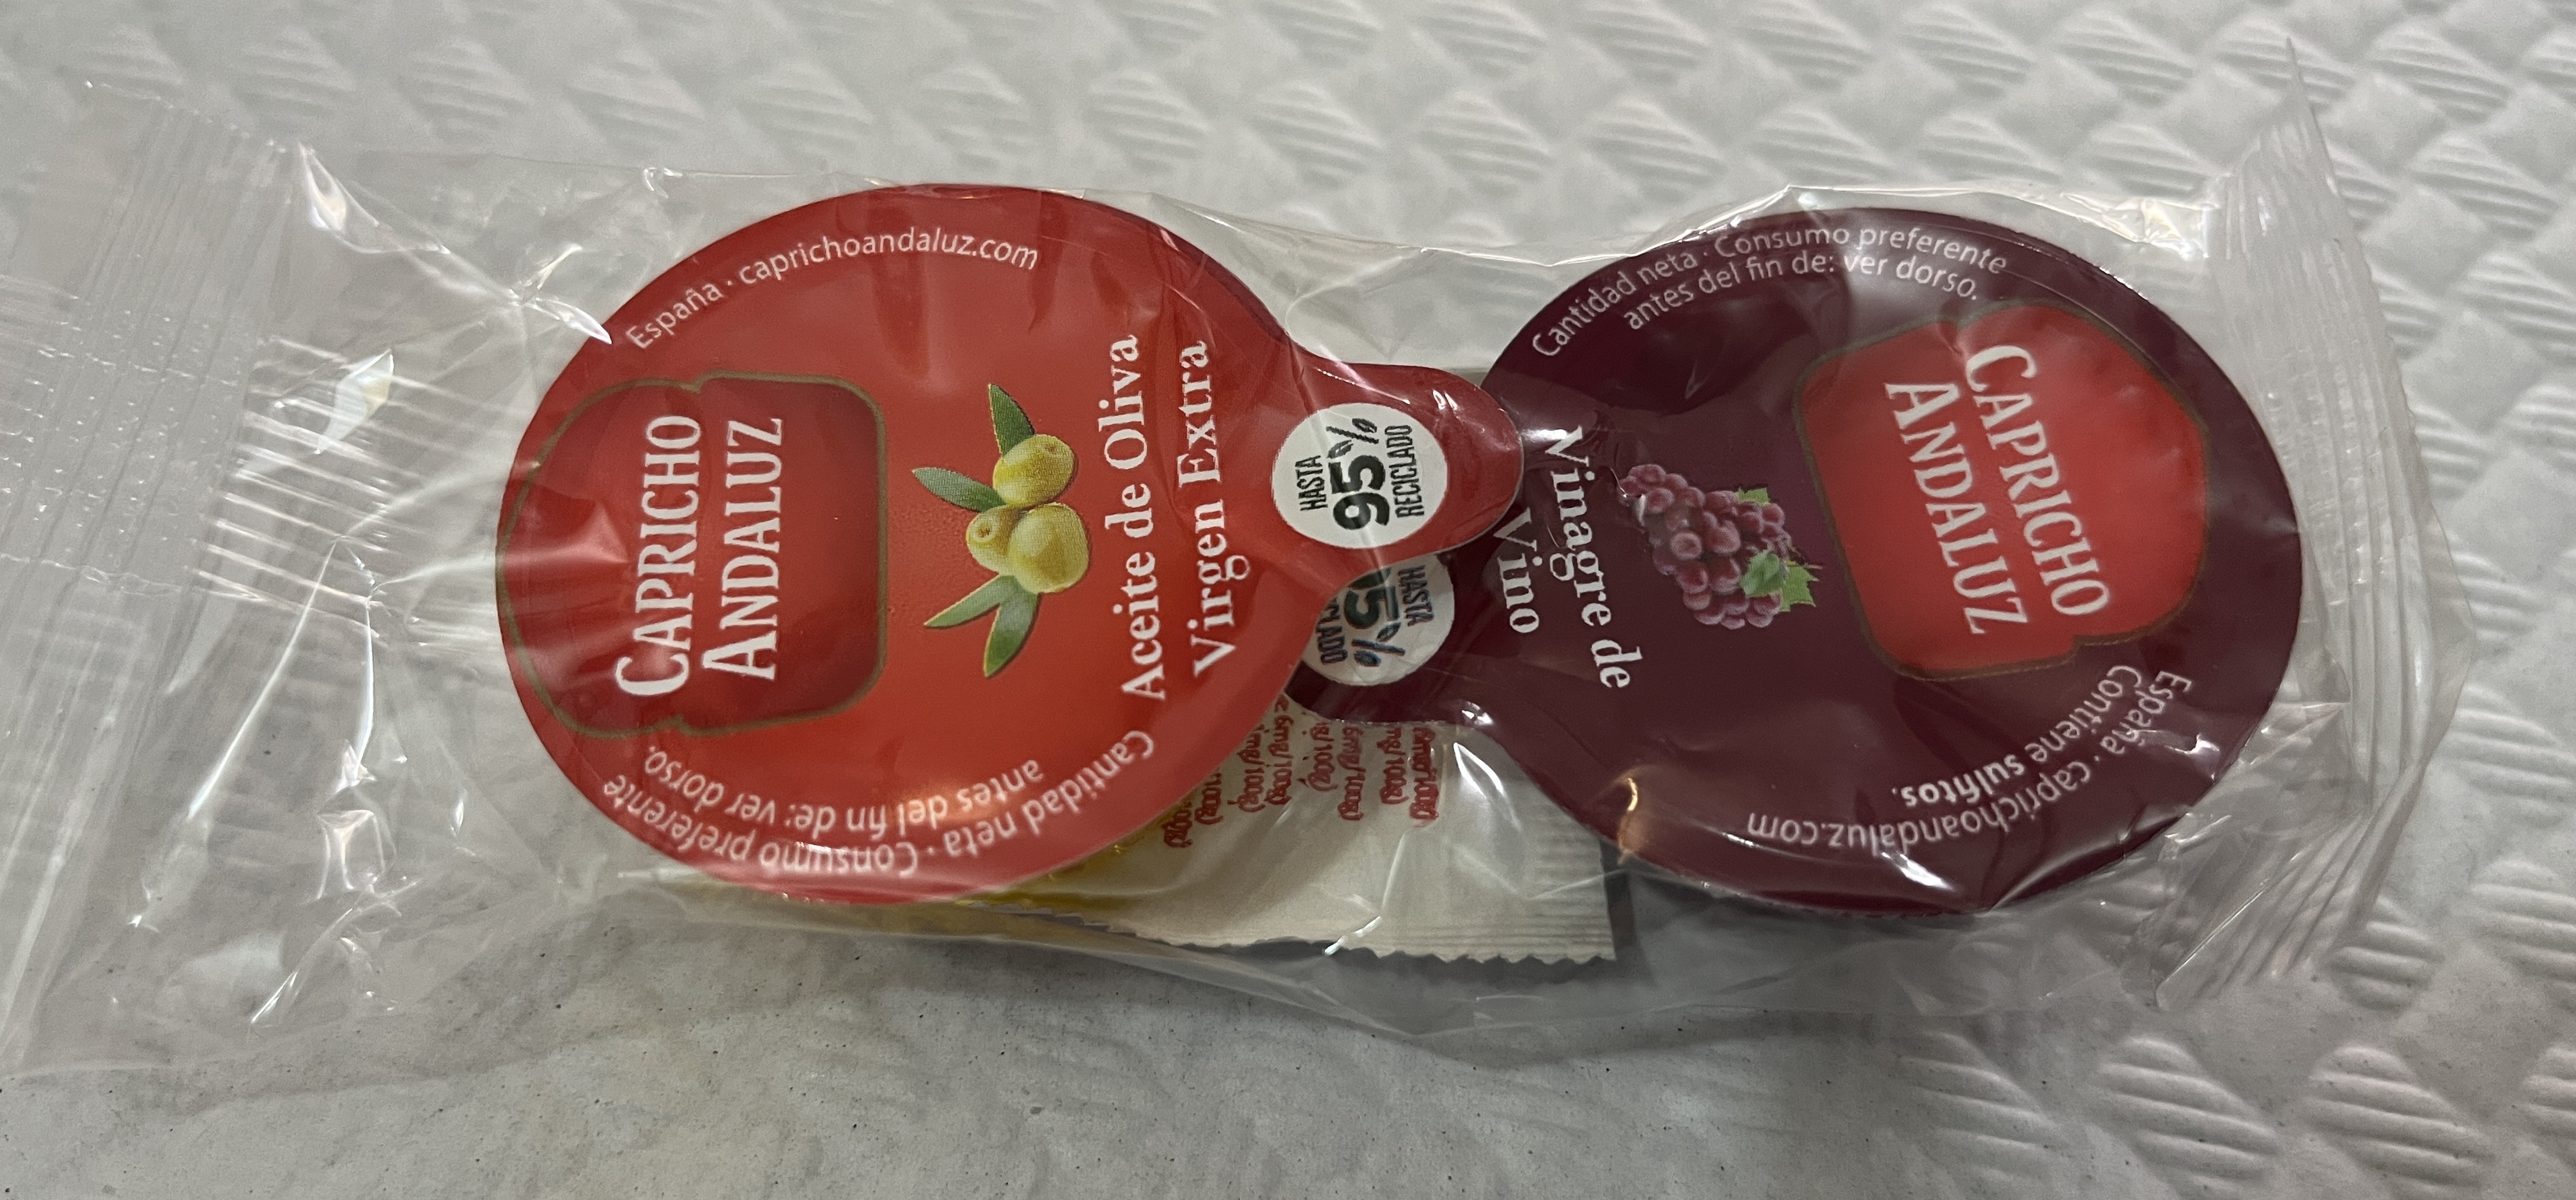 España · caprichoandaluz.com
CAPRICHO
ANDALUZ
Aceite de Oliva
Virgen Extra
Cantidad neta · Consumo preferente
antes del fin de: ver dorso.
HASTA
95%
RECICLADO
Cantidad neta · Consumo preferente
antes del fin de: ver dorso.
CAPRICHO
ANDALUZ
Vinagre de
Vino
España · caprichoandaluz.com
Contiene sulfitos.
HASTA